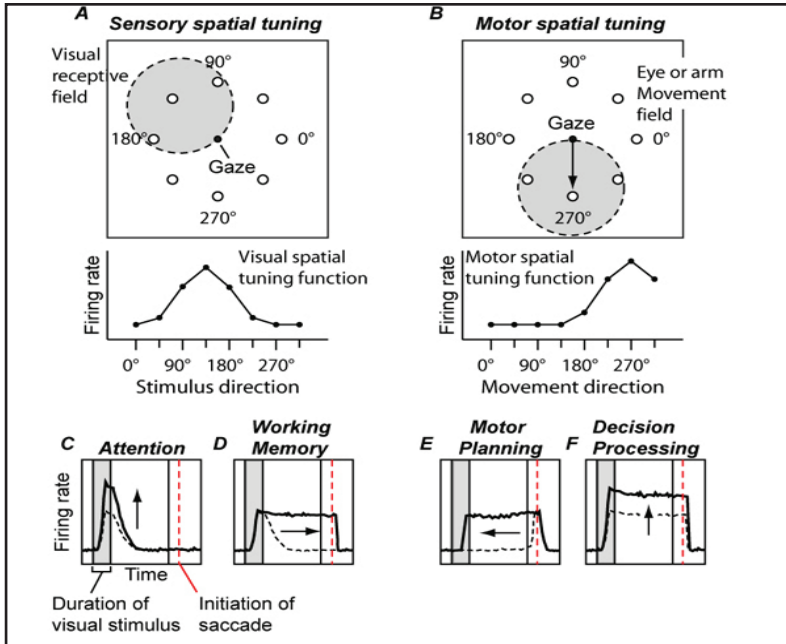 A Sensory spatial tuning
Visual
receptive
field
90°
180°
0°
Gaze
270°
Firing rate
Visual spatial
tuning function
0° 90° 180° 270°
Stimulus direction
B Motor spatial tuning
90°
Eye or arm
Movement
field
Gaze
180°
0°
270°
Firing rate
Motor spatial
tuning function
0° 90° 180° 270°
Movement direction
C Attention
Firing rate
Time
Duration of
visual stimulus
Initiation of
saccade
D Working
Memory
E Motor
Planning
F Decision
Processing